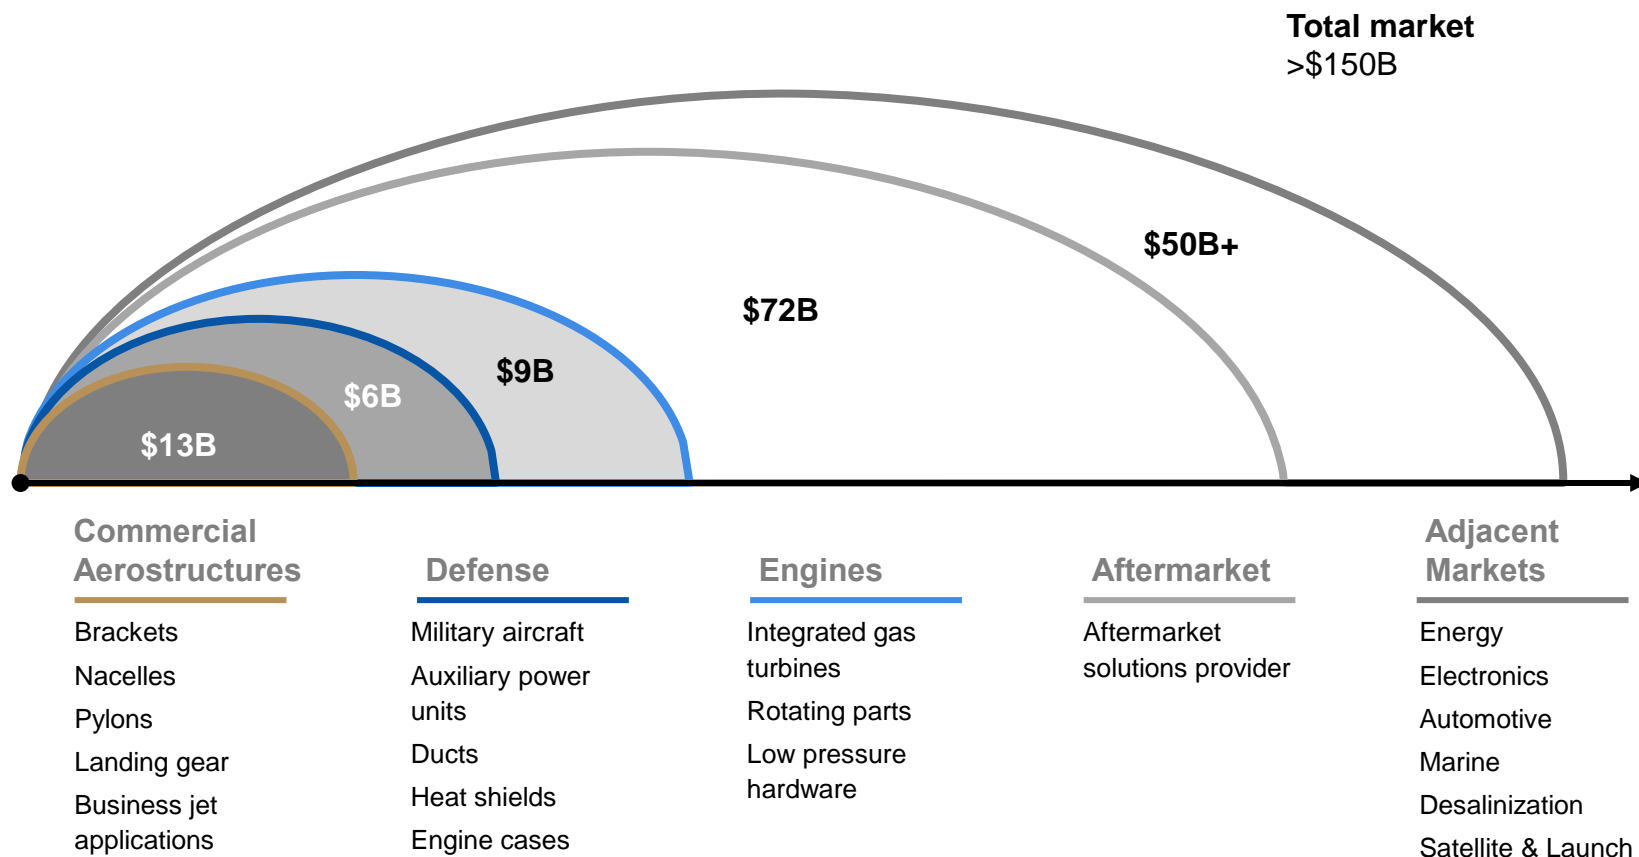 Total market
>$150B
$50B+
$72B
$9B
$6B
$13B
Commercial
Aerostructures
Brackets
Nacelles
Pylons
Landing gear
Business jet
applications
Defense
Military aircraft
Auxiliary power
units
Ducts
Heat shields
Engine cases
Engines
Integrated gas
turbines
Rotating parts
Low pressure
hardware
Aftermarket
Aftermarket
solutions provider
Adjacent
Markets
Energy
Electronics
Automotive
Marine
Desalinization
Satellite & Launch